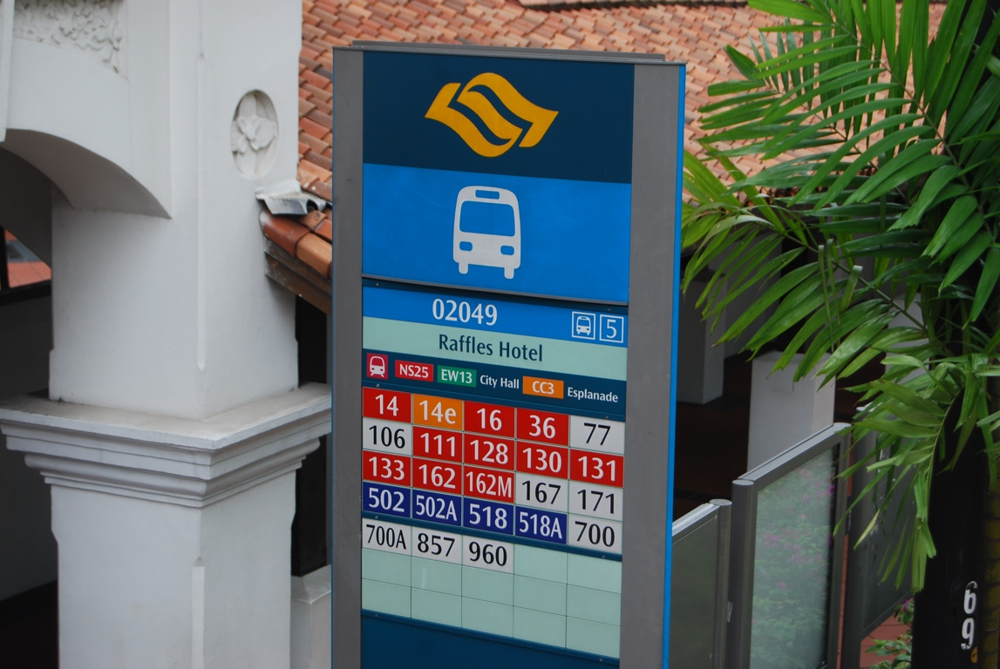 02049 5
Raffles Hotel
NS25 EW13 City Hall CC3 Esplanade
14 14e 16 36 77
106 111 128 130 131
133 162 162M 167 171
502 502A 518 518A 700
700A 857 960
69